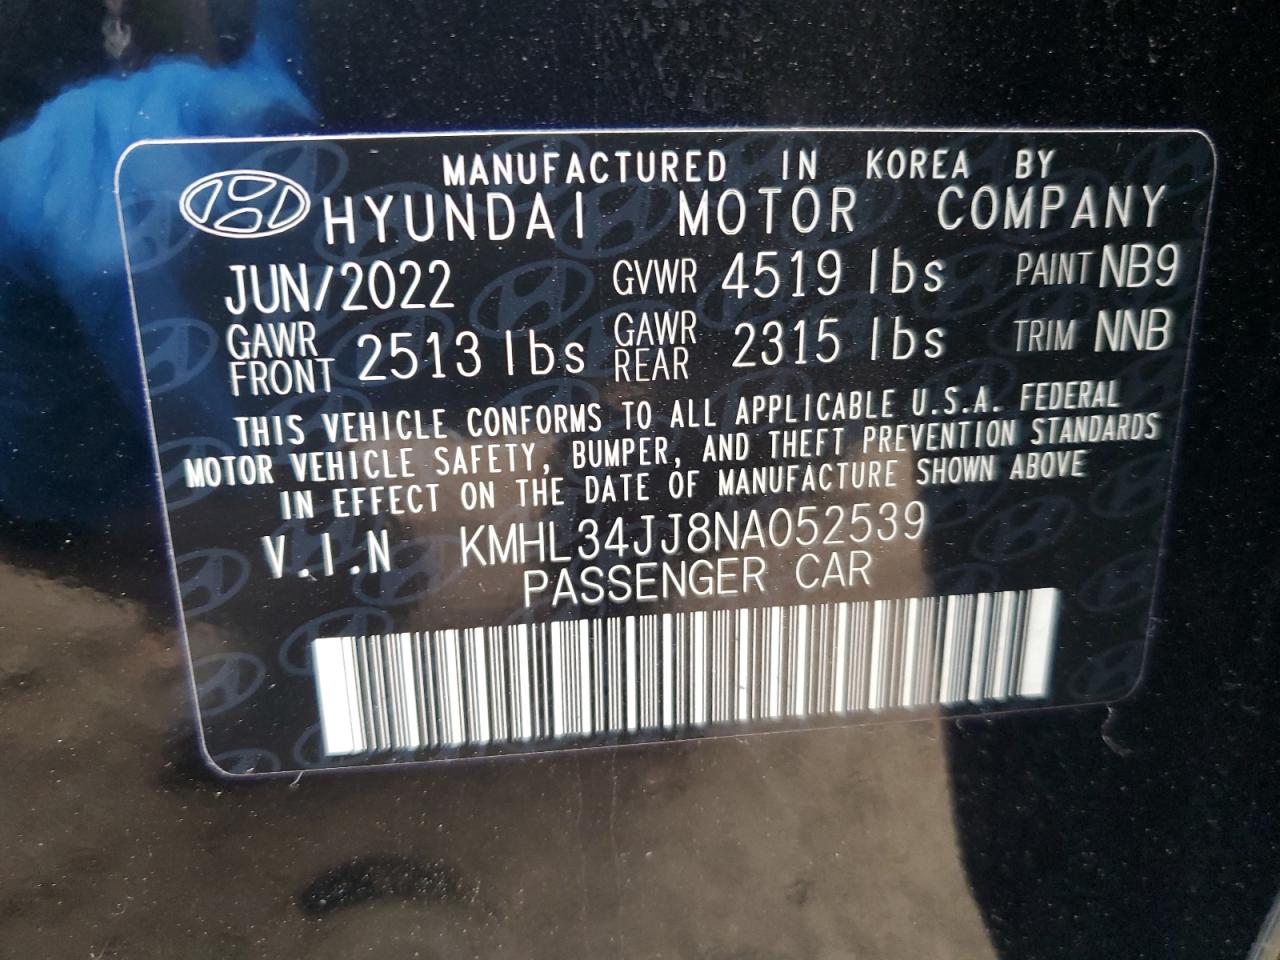 MANUFACTURED IN KOREA BY
HYUNDAI MOTOR COMPANY
JUN/2022 GVWR 4519 lbs PAINT NB9
GAWR FRONT 2513 lbs GAWR REAR 2315 lbs TRIM NNB
THIS VEHICLE CONFORMS TO ALL APPLICABLE U.S.A. FEDERAL
MOTOR VEHICLE SAFETY, BUMPER, AND THEFT PREVENTION STANDARDS
IN EFFECT ON THE DATE OF MANUFACTURE SHOWN ABOVE
V.I.N KMHL34JJ8NA052539
PASSENGER CAR